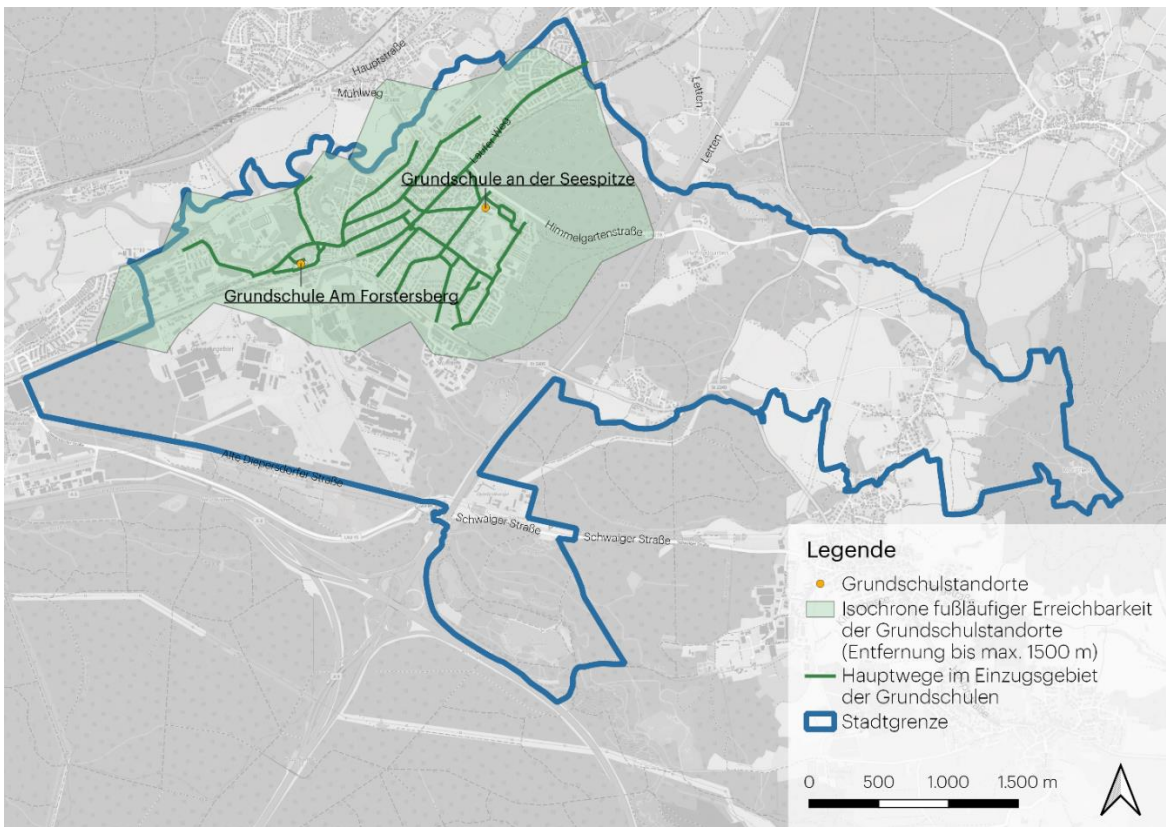 Hauptstraße
Mühlweg
Letten
Letten
Laufer Weg
Grundschule an der Seespitze
Himmelgartenstraße
Grundschule Am Forstersberg
Alte Diepersdorfer Straße
Schwaiger Straße
Schwaiger Straße
Legende
Grundschulstandorte
Isochrone fußläufiger Erreichbarkeit
der Grundschulstandorte
(Entfernung bis max. 1500 m)
Hauptwege im Einzugsgebiet
der Grundschulen
Stadtgrenze
0 500 1.000 1.500 m